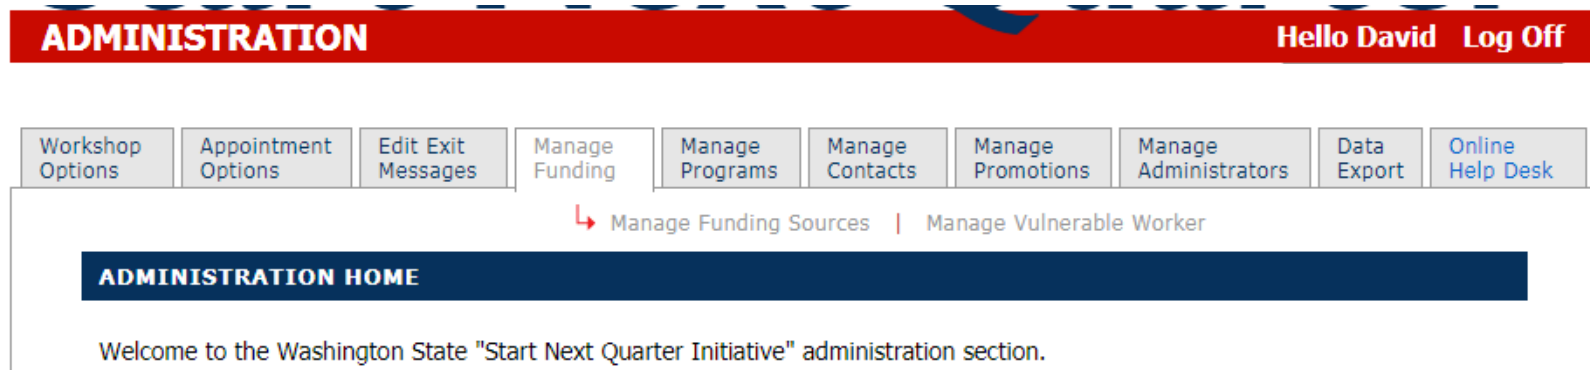 ADMINISTRATION Hello David Log Off
Workshop Options
Appointment Options
Edit Exit Messages
Manage Funding
Manage Programs
Manage Contacts
Manage Promotions
Manage Administrators
Data Export
Online Help Desk
Manage Funding Sources | Manage Vulnerable Worker
ADMINISTRATION HOME
Welcome to the Washington State "Start Next Quarter Initiative" administration section.